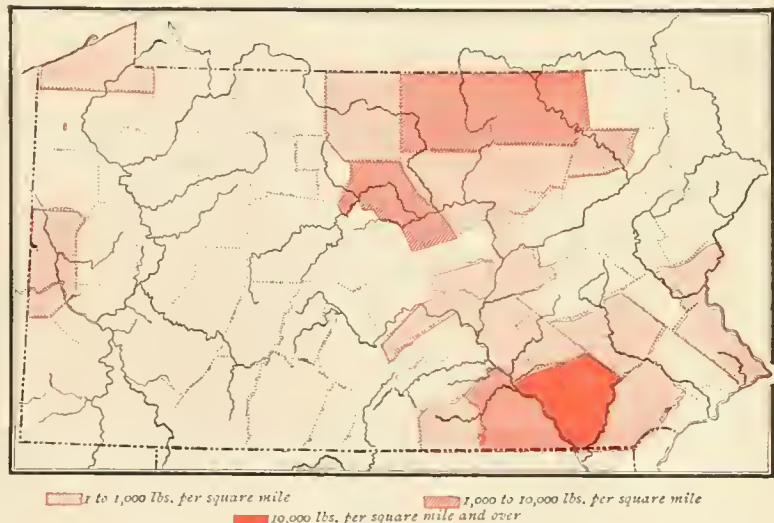 1 to 1,000 lbs. per square mile
1,000 to 10,000 lbs. per square mile
10,000 lbs. per square mile and over